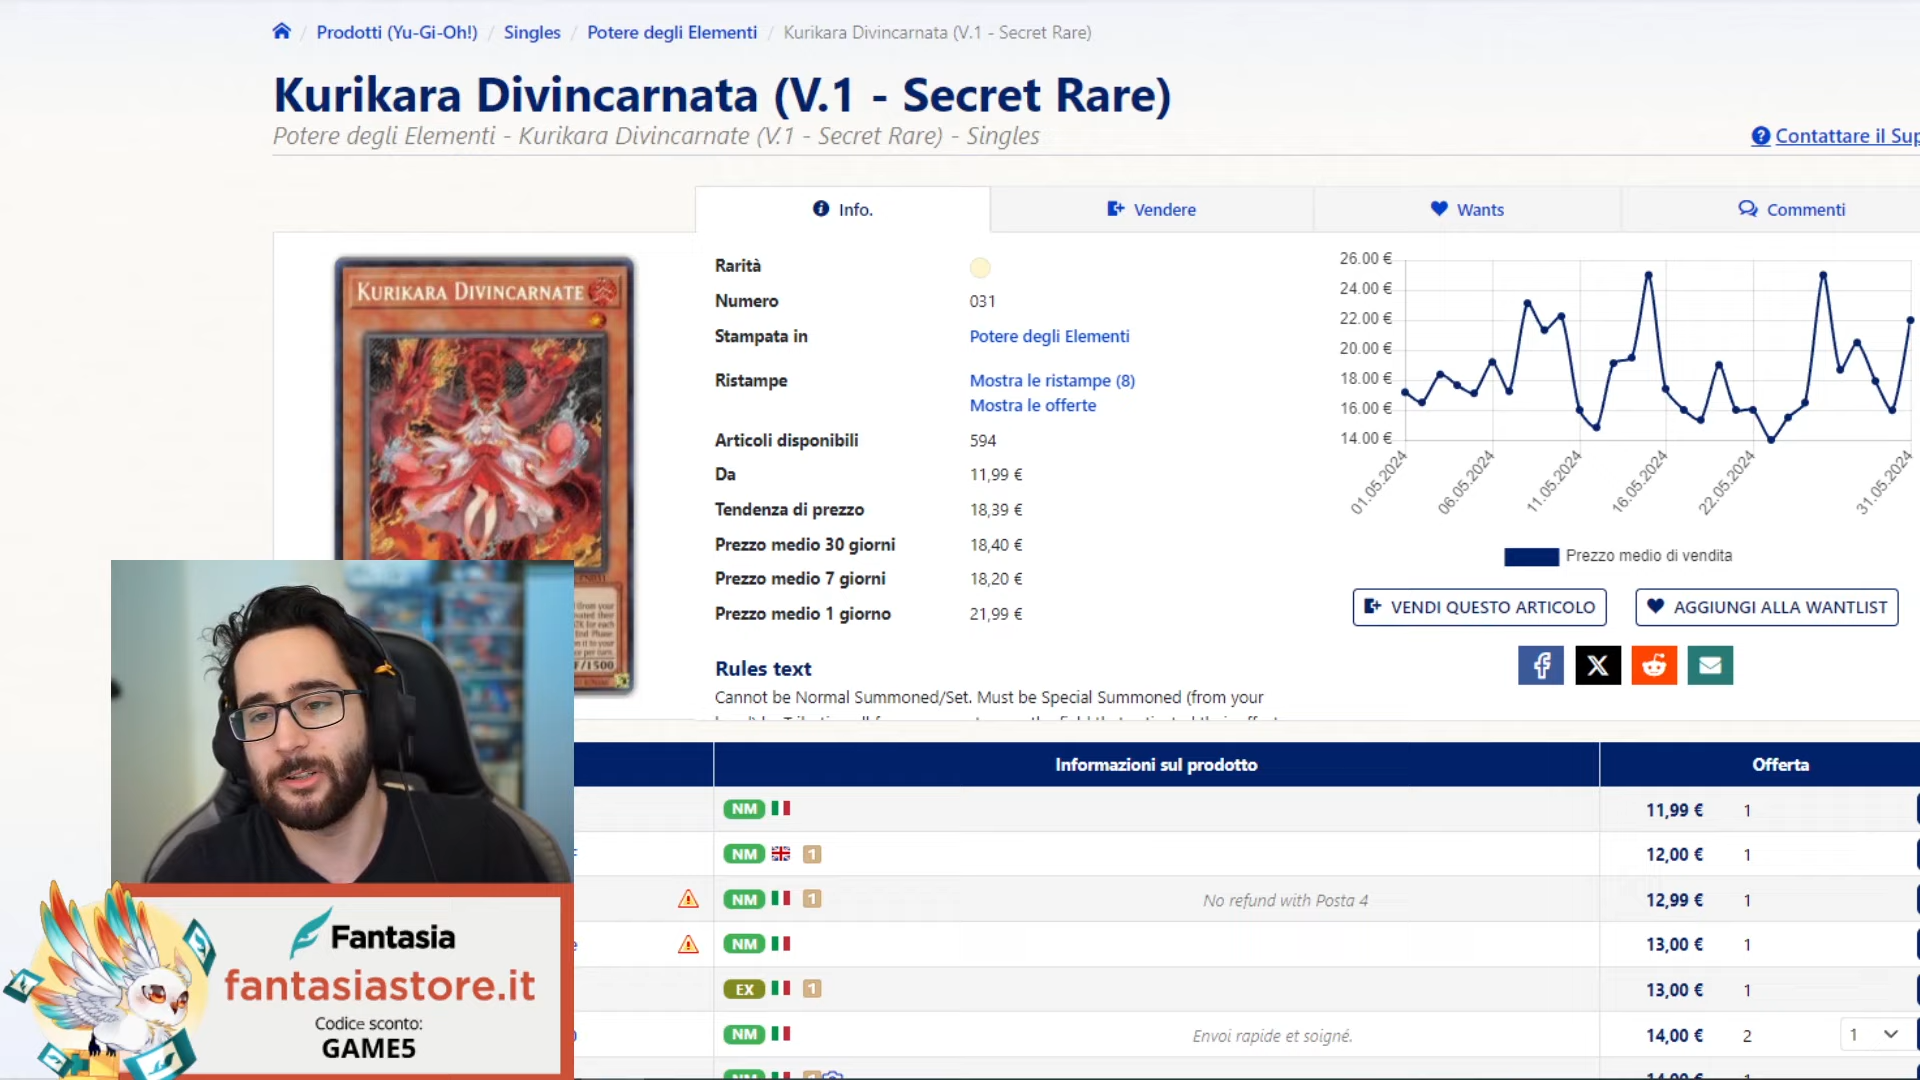 Prodotti (Yu-Gi-Oh!) / Singles / Potere degli Elementi / Kurikara Divincarnata (V.1 - Secret Rare)
Kurikara Divincarnata (V.1 - Secret Rare)
Potere degli Elementi - Kurikara Divincarnate (V.1 - Secret Rare) - Singles
Contattare il Sup
Info.
Vendere
Wants
Commenti
KURIKARA DIVINCARNATE
/1500
Rarità
Numero 031
Stampata in Potere degli Elementi
Ristampe Mostra le ristampe (8)
Mostra le offerte
Articoli disponibili 594
Da 11,99 €
Tendenza di prezzo 18,39 €
Prezzo medio 30 giorni 18,40 €
Prezzo medio 7 giorni 18,20 €
Prezzo medio 1 giorno 21,99 €
Rules text
Cannot be Normal Summoned/Set. Must be Special Summoned (from your
26.00 €
24.00 €
22.00 €
20.00 €
18.00 €
16.00 €
14.00 €
01.05.2024
06.05.2024
11.05.2024
16.05.2024
22.05.2024
31.05.2024
Prezzo medio di vendita
VENDI QUESTO ARTICOLO
AGGIUNGI ALLA WANTLIST
Informazioni sul prodotto
Offerta
NM 11,99 € 1
NM 1 12,00 € 1
NM 1 No refund with Posta 4 12,99 € 1
NM 13,00 € 1
EX 1 13,00 € 1
NM Envoi rapide et soigné. 14,00 € 2 1
Fantasia
fantasiastore.it
Codice sconto:
GAME5